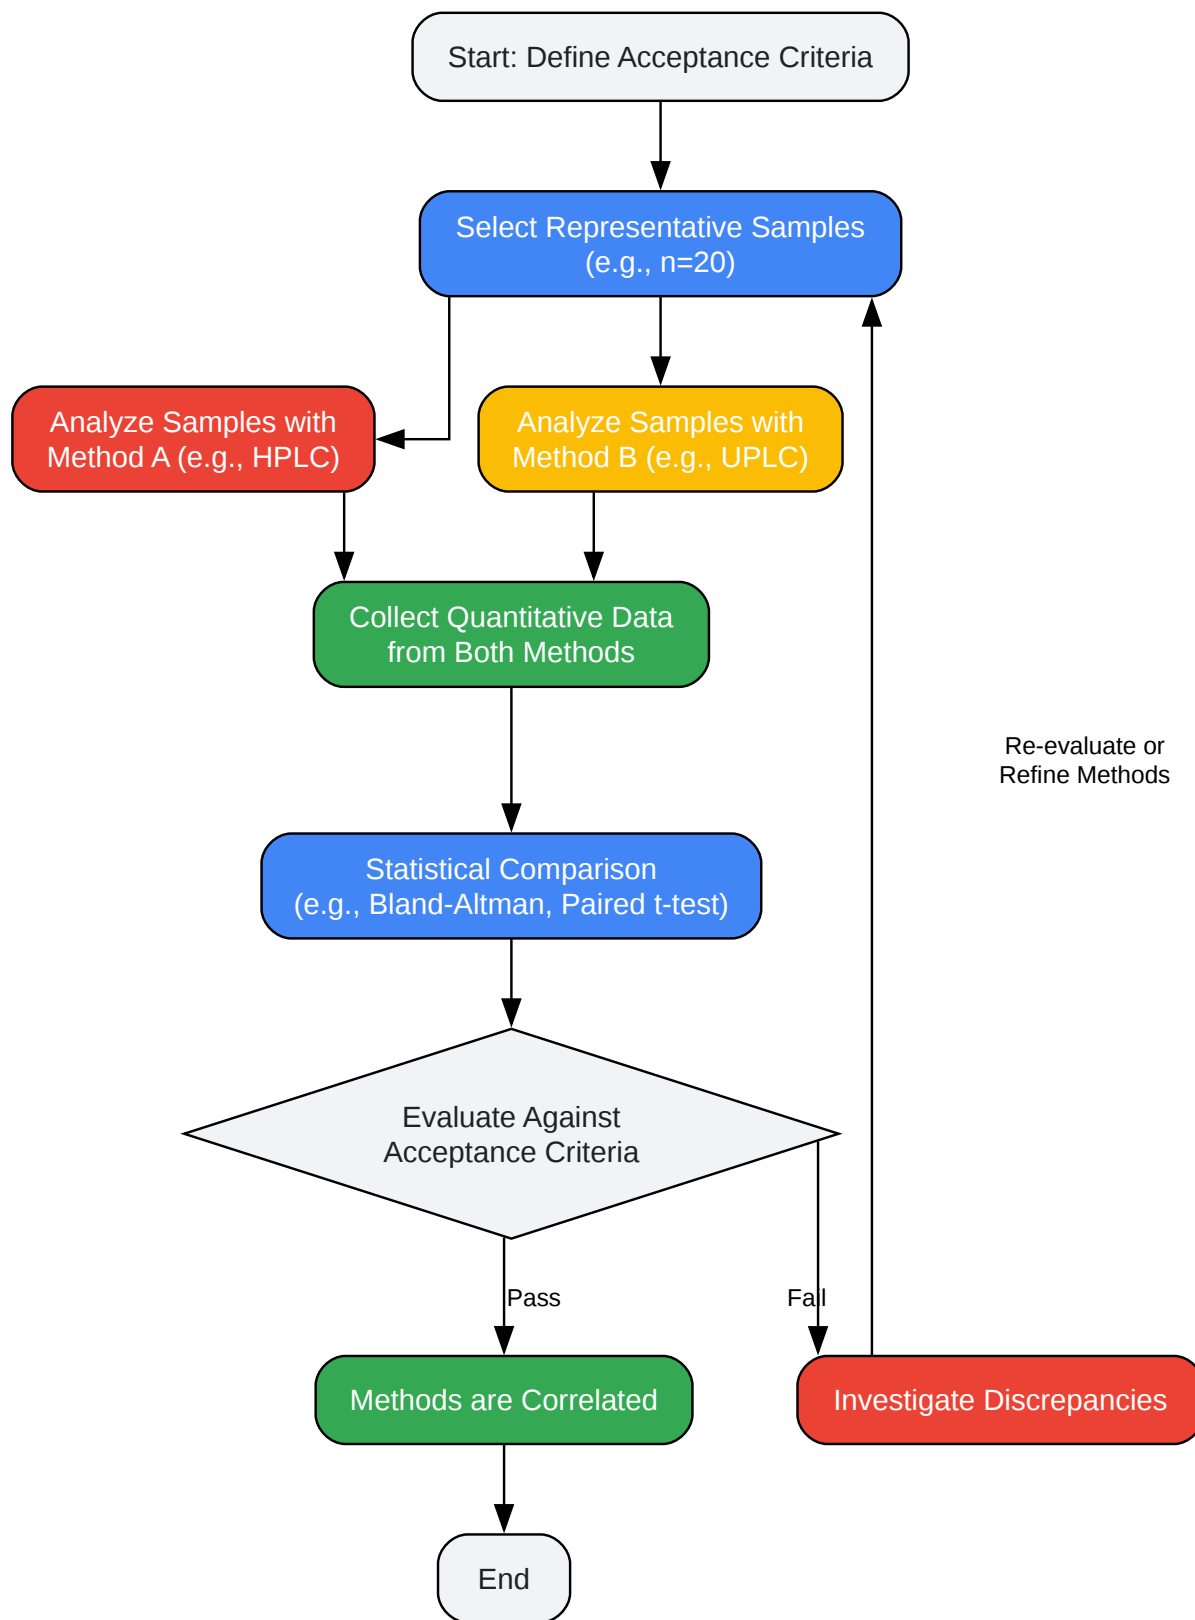 Start: Define Acceptance Criteria
Select Representative Samples
(e.g., n=20)
Analyze Samples with
Method A (e.g., HPLC)
Analyze Samples with
Method B (e.g., UPLC)
Collect Quantitative Data
from Both Methods
Re-evaluate or
Refine Methods
Statistical Comparison
(e.g., Bland-Altman, Paired t-test)
Evaluate Against
Acceptance Criteria
Pass
Fail
Methods are Correlated
Investigate Discrepancies
End